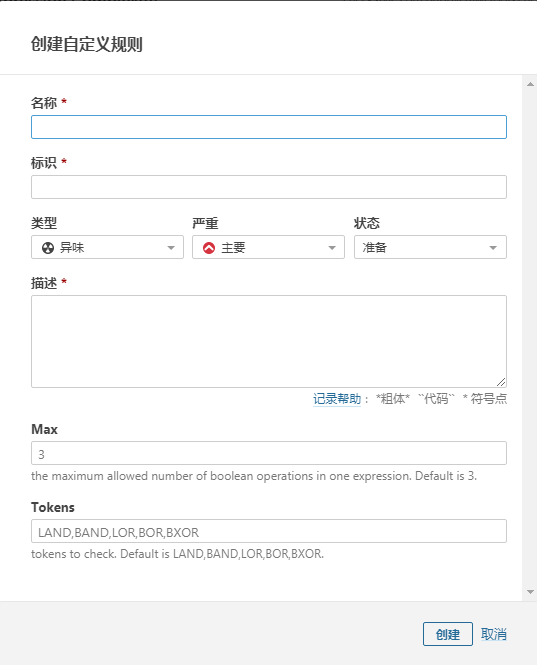 创建自定义规则
名称 *
标识 *
类型 严重 状态
异味 主要 准备
描述 *
记录帮助 : *粗体* ``代码`` * 符号点
Max
3
the maximum allowed number of boolean operations in one expression. Default is 3.
Tokens
LAND,BAND,LOR,BOR,BXOR
tokens to check. Default is LAND,BAND,LOR,BOR,BXOR.
创建 取消